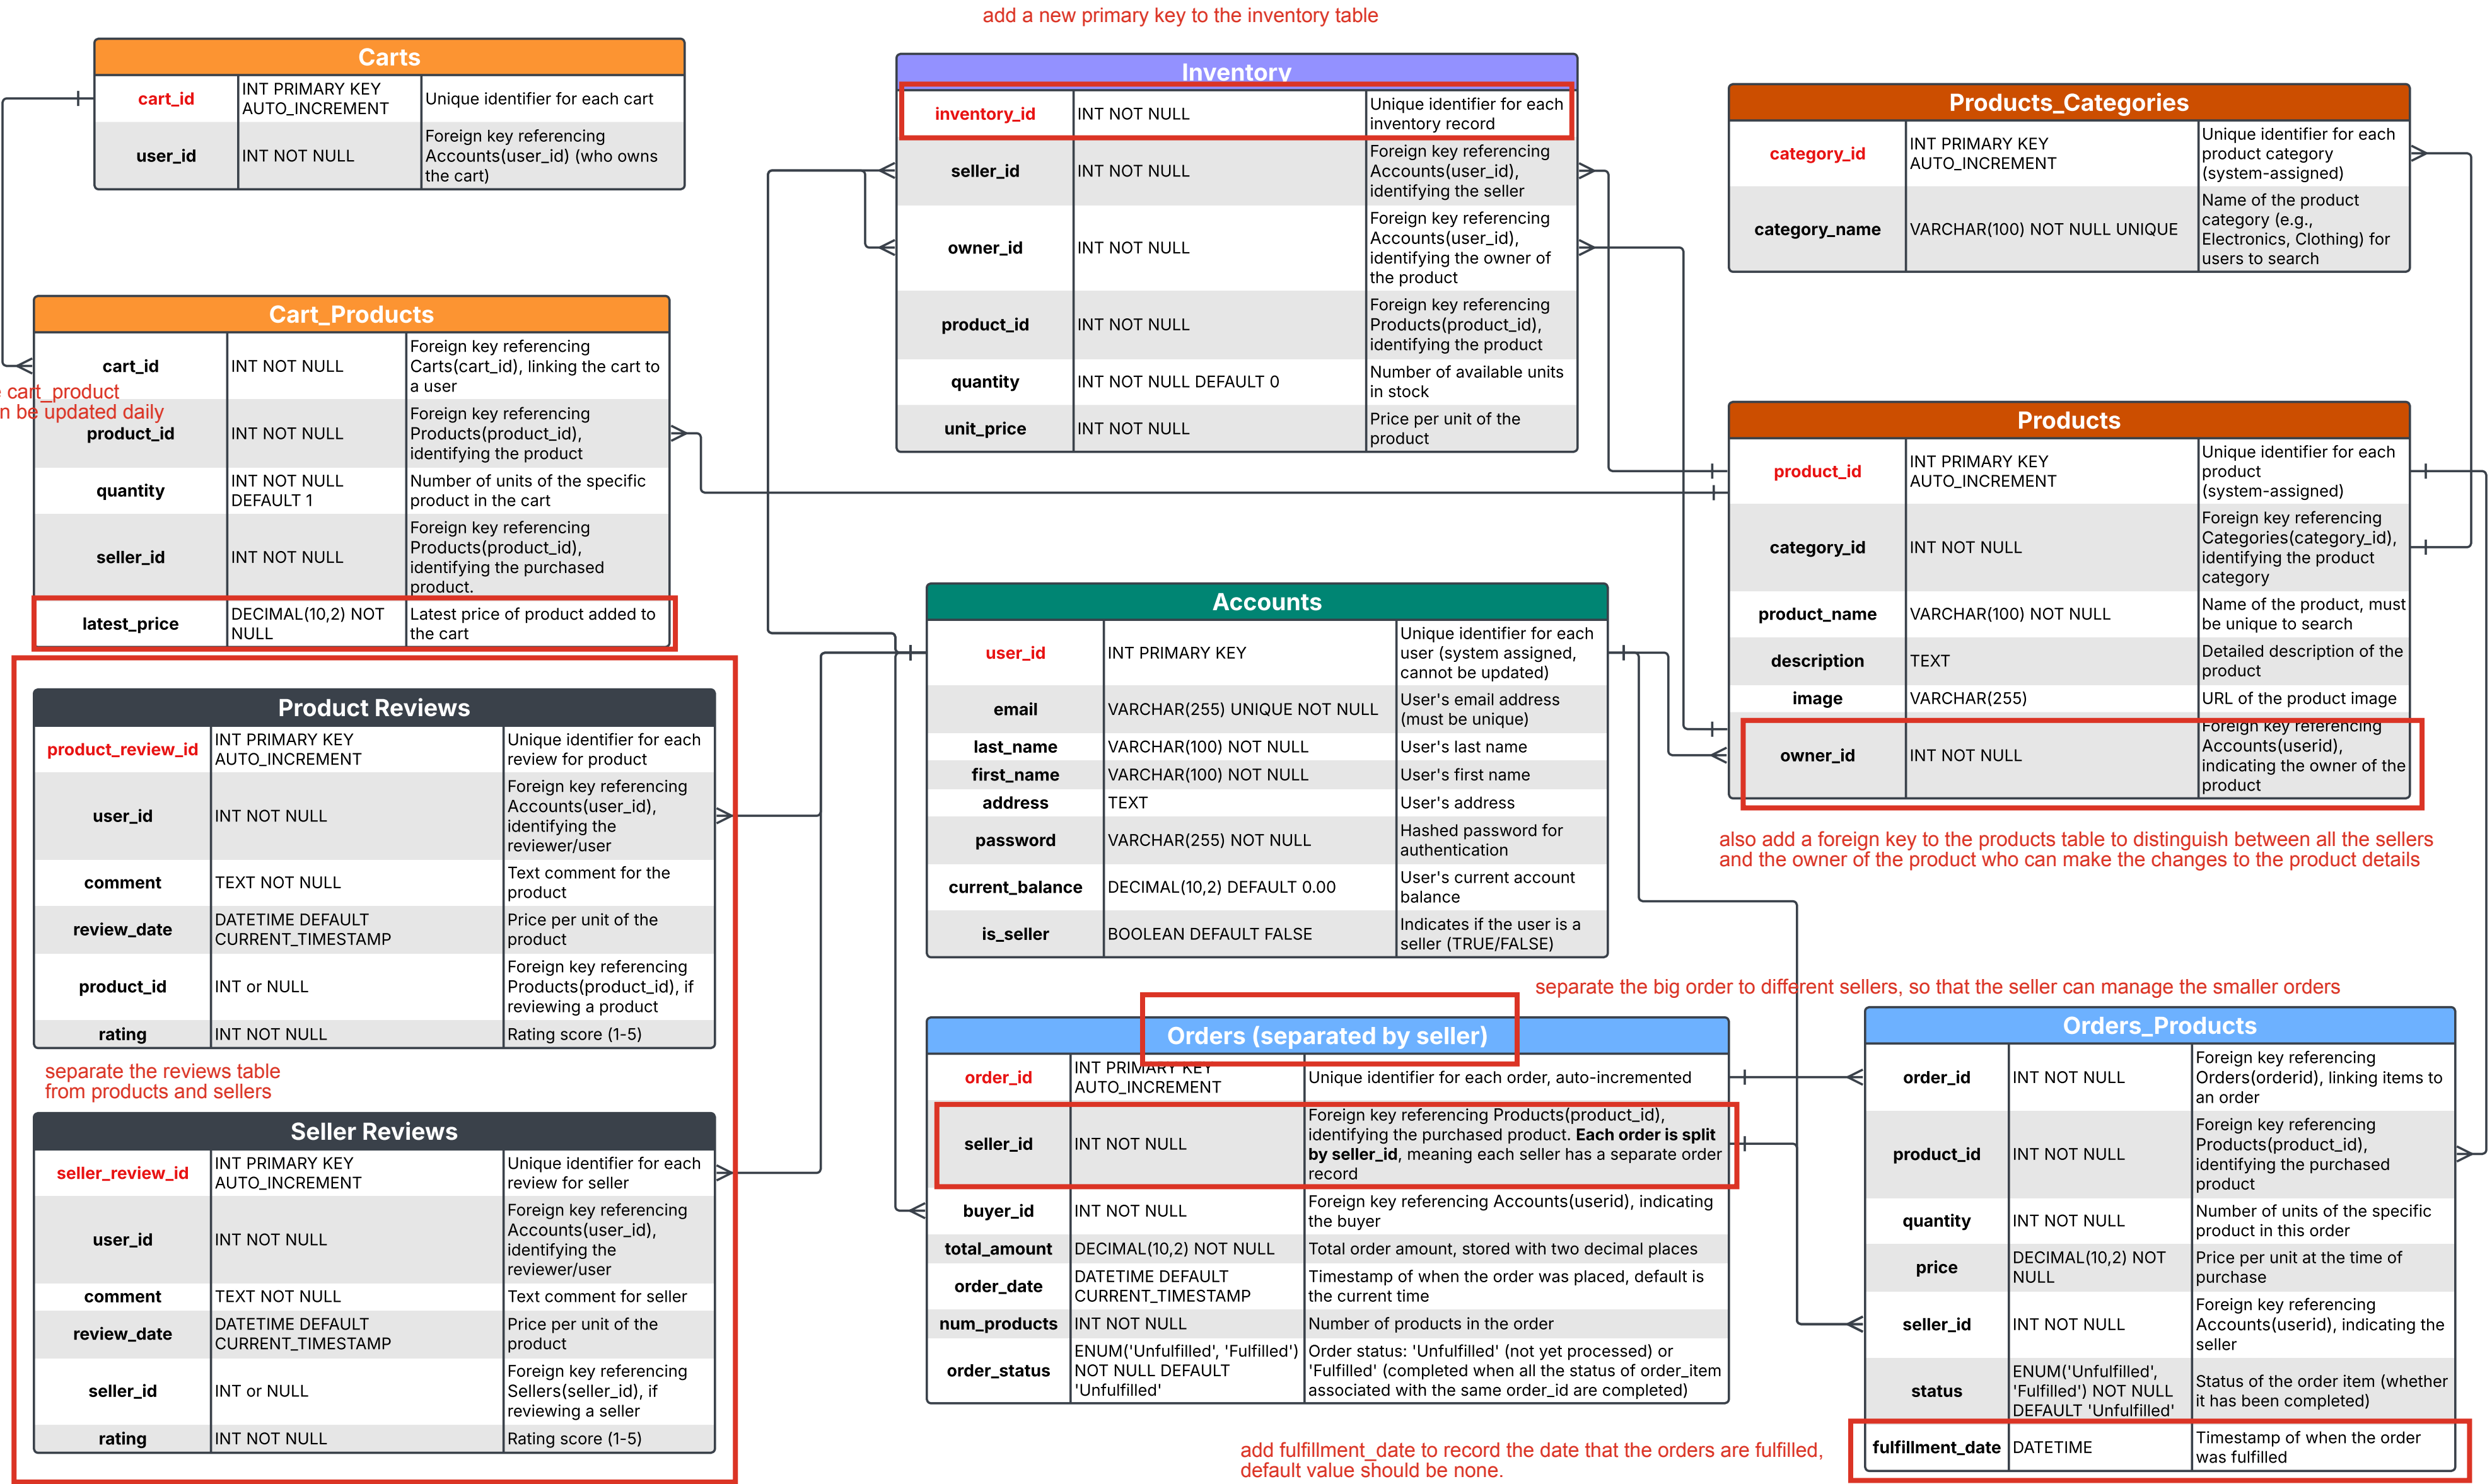 add a new primary key to the inventory table
Carts
cart_id
INT PRIMARY KEY
AUTO_INCREMENT
Unique identifier for each cart
user_id
INT NOT NULL
Foreign key referencing
Accounts(user_id) (who owns
the cart)
Cart_Products
cart_id
INT NOT NULL
Foreign key referencing
Carts(cart_id), linking the cart to
a user
cart_product
n be updated daily
product_id
INT NOT NULL
Foreign key referencing
Products(product_id),
identifying the product
quantity
INT NOT NULL
DEFAULT 1
Number of units of the specific
product in the cart
seller_id
INT NOT NULL
Foreign key referencing
Products(product_id),
identifying the purchased
product.
latest_price
DECIMAL(10,2) NOT
NULL
Latest price of product added to
the cart
Product Reviews
product_review_id
INT PRIMARY KEY
AUTO_INCREMENT
Unique identifier for each
review for product
user_id
INT NOT NULL
Foreign key referencing
Accounts(user_id),
identifying the
reviewer/user
comment
TEXT NOT NULL
Text comment for the
product
review_date
DATETIME DEFAULT
CURRENT_TIMESTAMP
Price per unit of the
product
product_id
INT or NULL
Foreign key referencing
Products(product_id), if
reviewing a product
rating
INT NOT NULL
Rating score (1-5)
separate the reviews table
from products and sellers
Seller Reviews
seller_review_id
INT PRIMARY KEY
AUTO_INCREMENT
Unique identifier for each
review for seller
user_id
INT NOT NULL
Foreign key referencing
Accounts(user_id),
identifying the
reviewer/user
comment
TEXT NOT NULL
Text comment for seller
review_date
DATETIME DEFAULT
CURRENT_TIMESTAMP
Price per unit of the
product
seller_id
INT or NULL
Foreign key referencing
Sellers(seller_id), if
reviewing a seller
rating
INT NOT NULL
Rating score (1-5)
Inventory
inventory_id
INT NOT NULL
Unique identifier for each
inventory record
seller_id
INT NOT NULL
Foreign key referencing
Accounts(user_id),
identifying the seller
owner_id
INT NOT NULL
Foreign key referencing
Accounts(user_id),
identifying the owner of
the product
product_id
INT NOT NULL
Foreign key referencing
Products(product_id),
identifying the product
quantity
INT NOT NULL DEFAULT 0
Number of available units
in stock
unit_price
INT NOT NULL
Price per unit of the
product
Accounts
user_id
INT PRIMARY KEY
Unique identifier for each
user (system assigned,
cannot be updated)
email
VARCHAR(255) UNIQUE NOT NULL
User's email address
(must be unique)
last_name
VARCHAR(100) NOT NULL
User's last name
first_name
VARCHAR(100) NOT NULL
User's first name
address
TEXT
User's address
password
VARCHAR(255) NOT NULL
Hashed password for
authentication
current_balance
DECIMAL(10,2) DEFAULT 0.00
User's current account
balance
is_seller
BOOLEAN DEFAULT FALSE
Indicates if the user is a
seller (TRUE/FALSE)
Products_Categories
category_id
INT PRIMARY KEY
AUTO_INCREMENT
Unique identifier for each
product category
(system-assigned)
category_name
VARCHAR(100) NOT NULL UNIQUE
Name of the product
category (e.g.,
Electronics, Clothing) for
users to search
Products
product_id
INT PRIMARY KEY
AUTO_INCREMENT
Unique identifier for each
product
(system-assigned)
category_id
INT NOT NULL
Foreign key referencing
Categories(category_id),
identifying the product
category
product_name
VARCHAR(100) NOT NULL
Name of the product, must
be unique to search
description
TEXT
Detailed description of the
product
image
VARCHAR(255)
URL of the product image
owner_id
INT NOT NULL
Foreign key referencing
Accounts(userid),
indicating the owner of the
product
also add a foreign key to the products table to distinguish between all the sellers
and the owner of the product who can make the changes to the product details
separate the big order to different sellers, so that the seller can manage the smaller orders
Orders (separated by seller)
order_id
INT PRIMARY KEY
AUTO_INCREMENT
Unique identifier for each order, auto-incremented
seller_id
INT NOT NULL
Foreign key referencing Products(product_id),
identifying the purchased product. Each order is split
by seller_id, meaning each seller has a separate order
record
buyer_id
INT NOT NULL
Foreign key referencing Accounts(userid), indicating
the buyer
total_amount
DECIMAL(10,2) NOT NULL
Total order amount, stored with two decimal places
order_date
DATETIME DEFAULT
CURRENT_TIMESTAMP
Timestamp of when the order was placed, default is
the current time
num_products
INT NOT NULL
Number of products in the order
order_status
ENUM('Unfulfilled', 'Fulfilled')
NOT NULL DEFAULT
'Unfulfilled'
Order status: 'Unfulfilled' (not yet processed) or
'Fulfilled' (completed when all the status of order_item
associated with the same order_id are completed)
add fulfillment_date to record the date that the orders are fulfilled,
default value should be none.
Orders_Products
order_id
INT NOT NULL
Foreign key referencing
Orders(orderid), linking items to
an order
product_id
INT NOT NULL
Foreign key referencing
Products(product_id),
identifying the purchased
product
quantity
INT NOT NULL
Number of units of the specific
product in this order
price
DECIMAL(10,2) NOT
NULL
Price per unit at the time of
purchase
seller_id
INT NOT NULL
Foreign key referencing
Accounts(userid), indicating the
seller
status
ENUM('Unfulfilled',
'Fulfilled') NOT NULL
DEFAULT 'Unfulfilled'
Status of the order item (whether
it has been completed)
fulfillment_date
DATETIME
Timestamp of when the order
was fulfilled